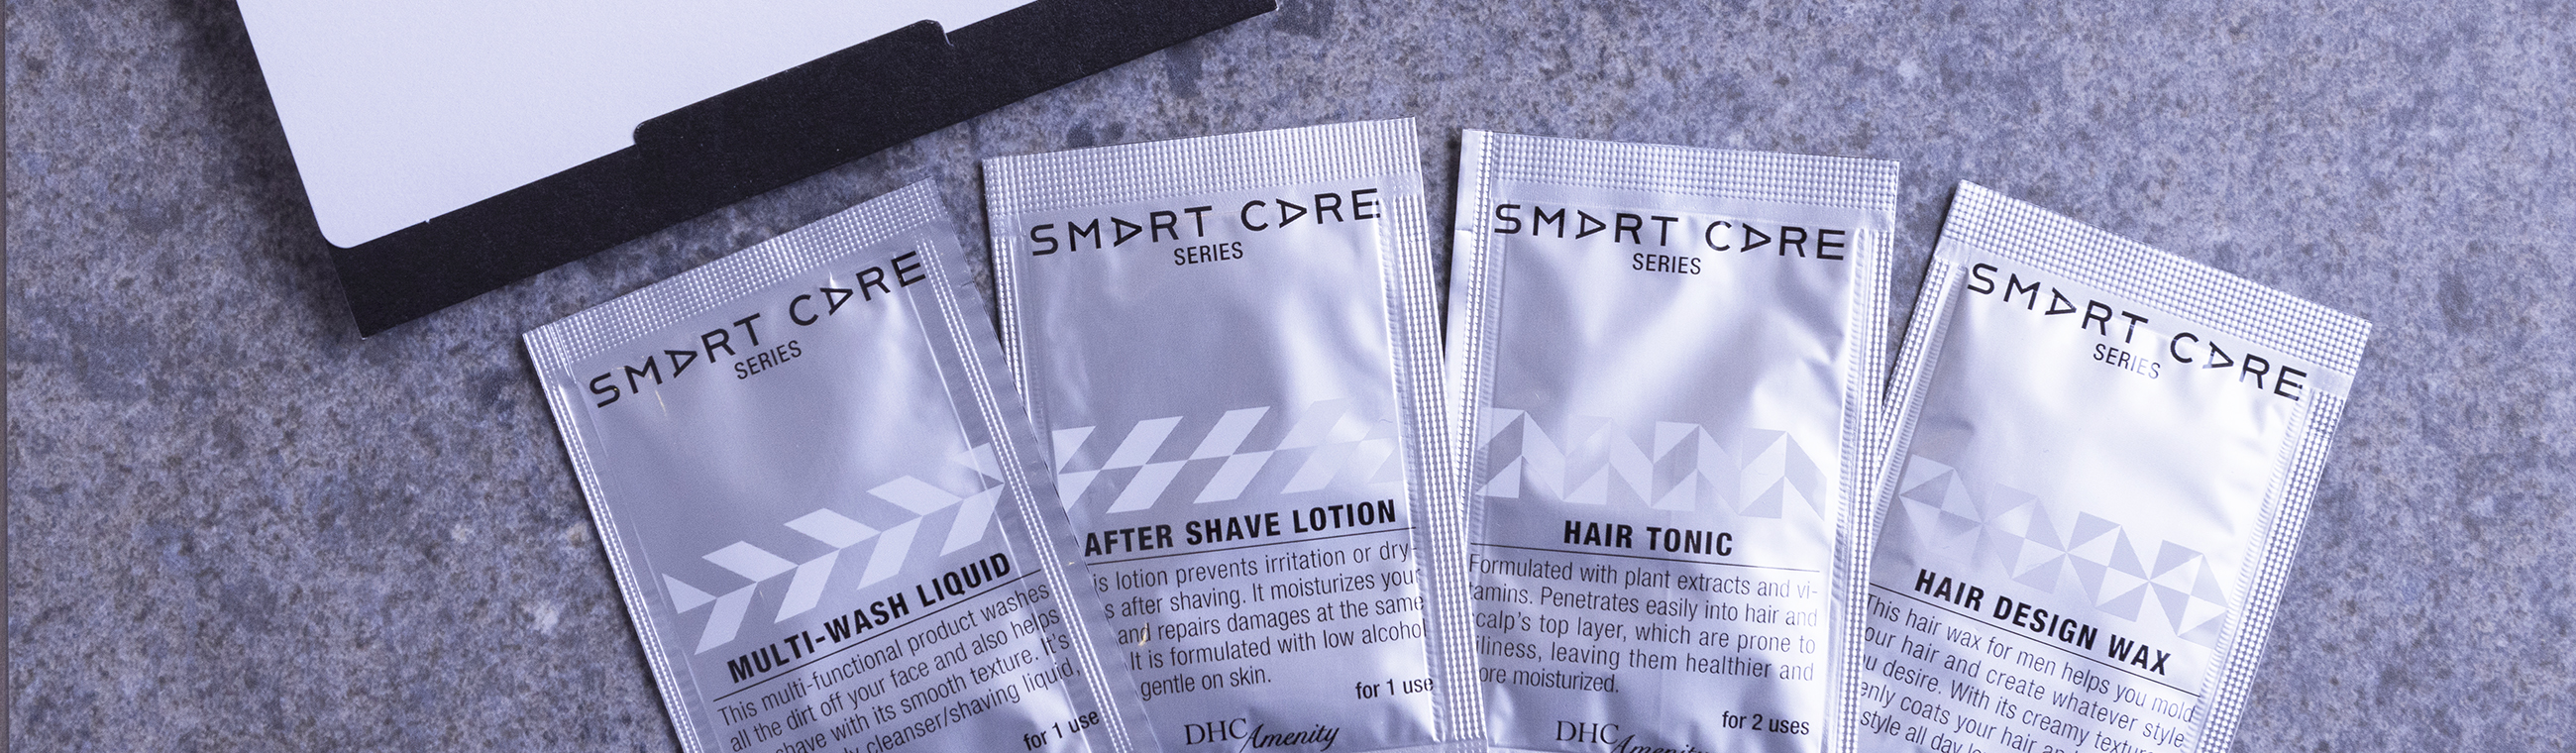 SMART CARE
SERIES
MULTI-WASH LIQUID
This multi-functional product washes
all the dirt off your face and also helps
shave with its smooth texture. It's
cleanser/shaving liquid,
for 1 use
SMART CARE
SERIES
AFTER SHAVE LOTION
lotion prevents irritation or dry-
after shaving. It moisturizes your
and repairs damages at the same
It is formulated with low alcohol
gentle on skin.
for 1 use
DHC Amenity
SMART CARE
SERIES
HAIR TONIC
Formulated with plant extracts and vi-
tamins. Penetrates easily into hair and
scalp's top layer, which are prone to
leaving them healthier and
more moisturized.
for 2 uses
DHC Amenity
SMART CARE
SERIES
HAIR DESIGN WAX
This hair wax for men helps you mold
your hair and create whatever style
you desire. With its creamy texture
coats your hair
style all day